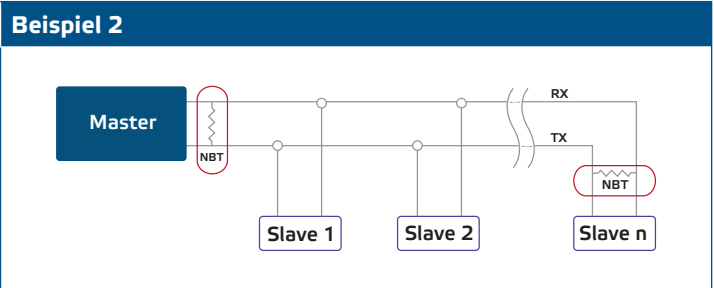 Beispiel 2
RX
Master
TX
NBT
NBT
Slave 1
Slave 2
Slave n